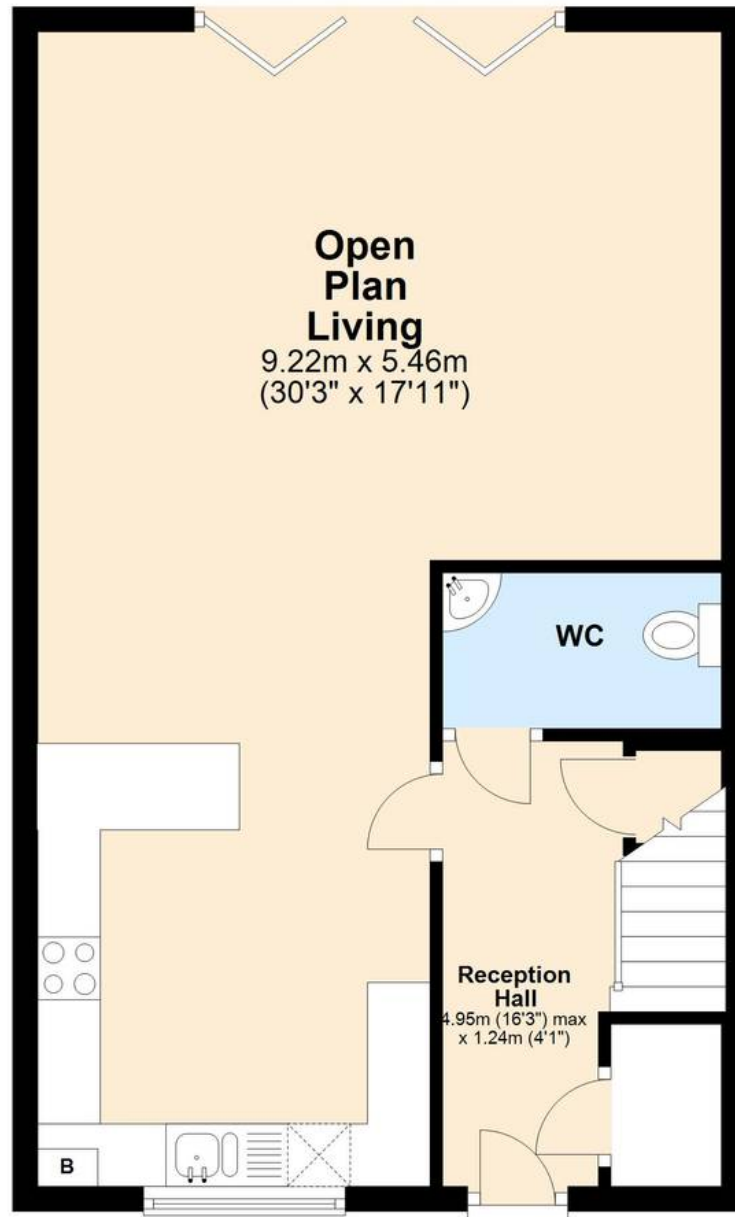 Open
Plan
Living
9.22m x 5.46m
(30'3" x 17'11")
WC
Reception
Hall
4.95m (16'3") max
x 1.24m (4'1")
B